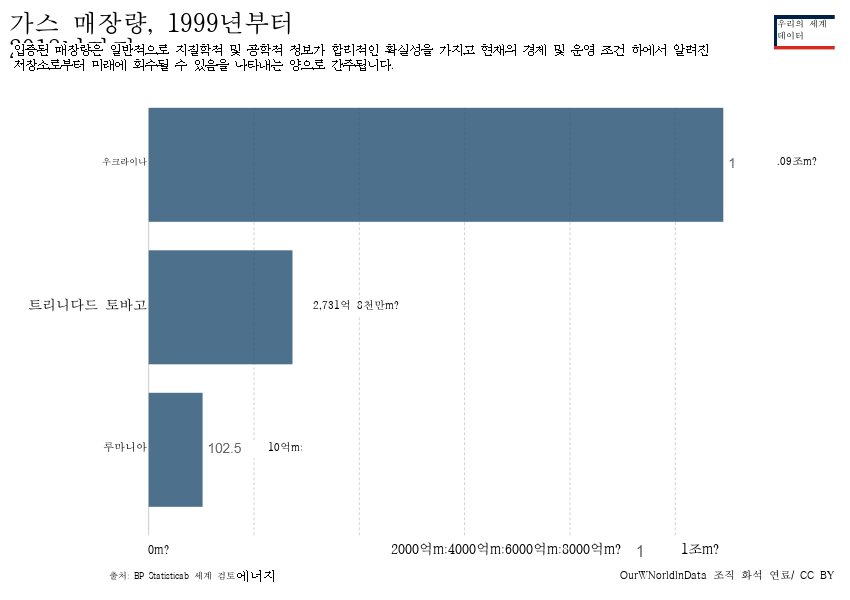 가스 매장량, 1999년부터
우리의 세계
데이터
입증된 매장량은 일반적으로 지질학적 및 공학적 정보가 합리적인 확실성을 가지고 현재의 경제 및 운영 조건 하에서 알려진
저장소로부터 미래에 회수될 수 있음을 나타내는 양으로 간주됩니다.
우크라이나 1 .09조m?
트리니다드 토바고 2,731억 8천만m?
루마니아 102.5 10억m:
0m? 2000억m:4000억m:6000억m:8000억m? 1 1조m?
출처: BP Statisticab 세계 검토에너지
OurWNorldInData 조직 화석 연료/ CC BY